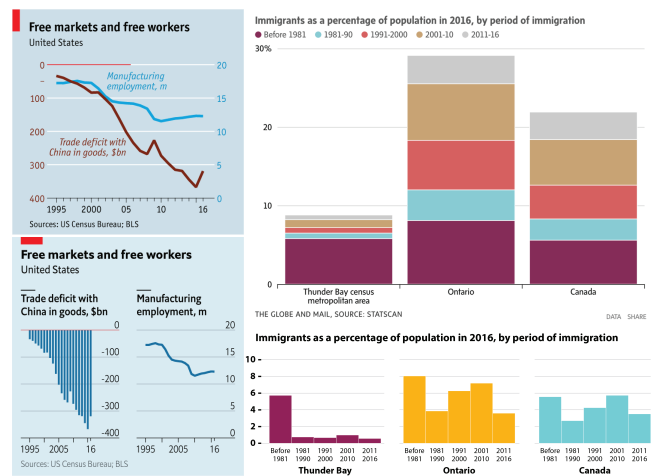 Free markets and free workers
United States
0
–
100
200
300
400
20
15
10
5
0
Manufacturing
employment, m
Trade deficit with
China in goods, $bn
1995 2000 05 10 16
Sources: US Census Bureau; BLS
Free markets and free workers
United States
Trade deficit with
China in goods, $bn
0
-100
-200
-300
-400
1995 2005 16
Manufacturing
employment, m
20
15
10
5
0
1995 2005 16
Sources: US Census Bureau; BLS
Immigrants as a percentage of population in 2016, by period of immigration
Before 1981 1981-90 1991-2000 2001-10 2011-16
30%
20
10
0
Thunder Bay census
metropolitan area
Ontario
Canada
THE GLOBE AND MAIL, SOURCE: STATSCAN
DATA SHARE
Immigrants as a percentage of population in 2016, by period of immigration
10
8
6
4
2
0
Before 1981 1991 2001 2011
1981 1990 2000 2010 2016
Thunder Bay
Before 1981 1991 2001 2011
1981 1990 2000 2010 2016
Ontario
Before 1981 1991 2001 2011
1981 1990 2000 2010 2016
Canada